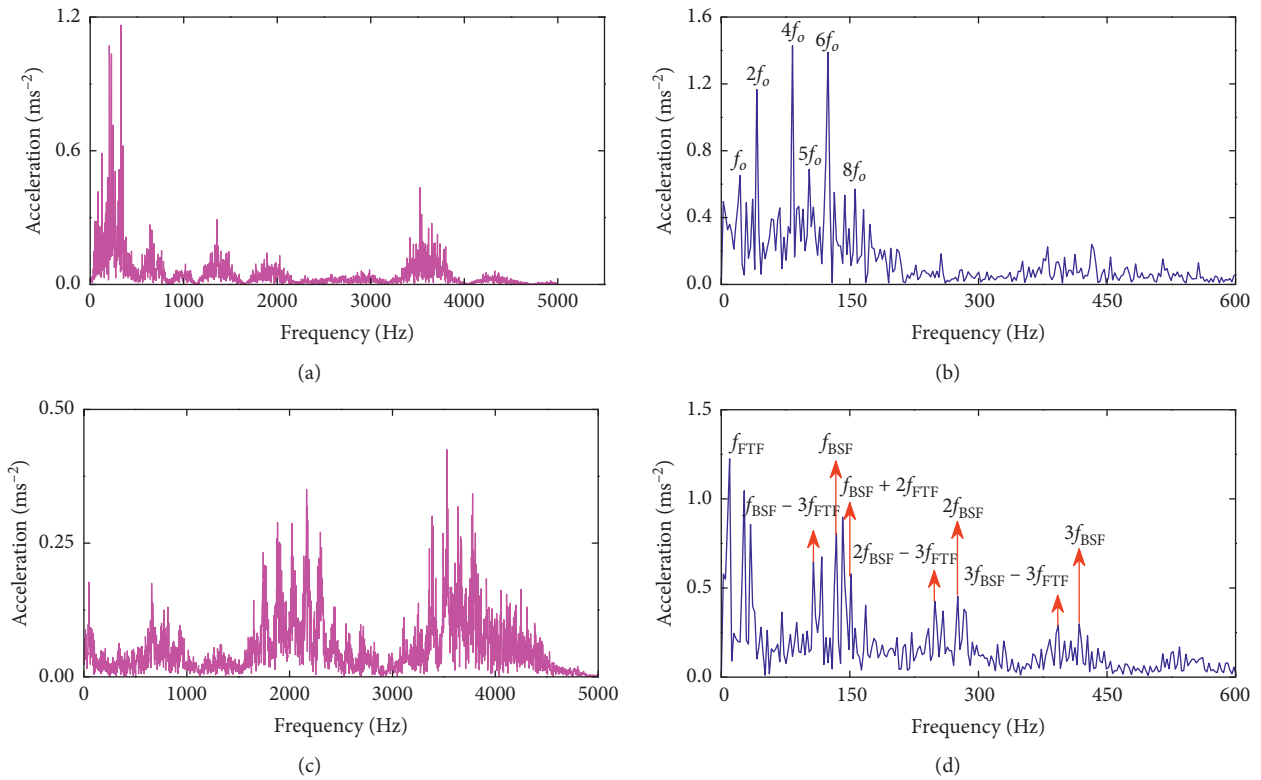 1.2
0.6
0.0
Acceleration (ms⁻²)
0 1000 2000 3000 4000 5000
Frequency (Hz)
(a)
1.6
1.2
0.8
0.4
0.0
Acceleration (ms⁻²)
4fₒ
6fₒ
2fₒ
fₒ
5fₒ
8fₒ
0 150 300 450 600
Frequency (Hz)
(b)
0.50
0.25
0.00
Acceleration (ms⁻²)
0 1000 2000 3000 4000 5000
Frequency (Hz)
(c)
1.5
1.0
0.5
0.0
Acceleration (ms⁻²)
f_FTF
f_BSF
f_BSF + 2f_FTF
f_BSF − 3f_FTF
2f_BSF
3f_BSF
2f_BSF − 3f_FTF
3f_BSF − 3f_FTF
0 150 300 450 600
Frequency (Hz)
(d)